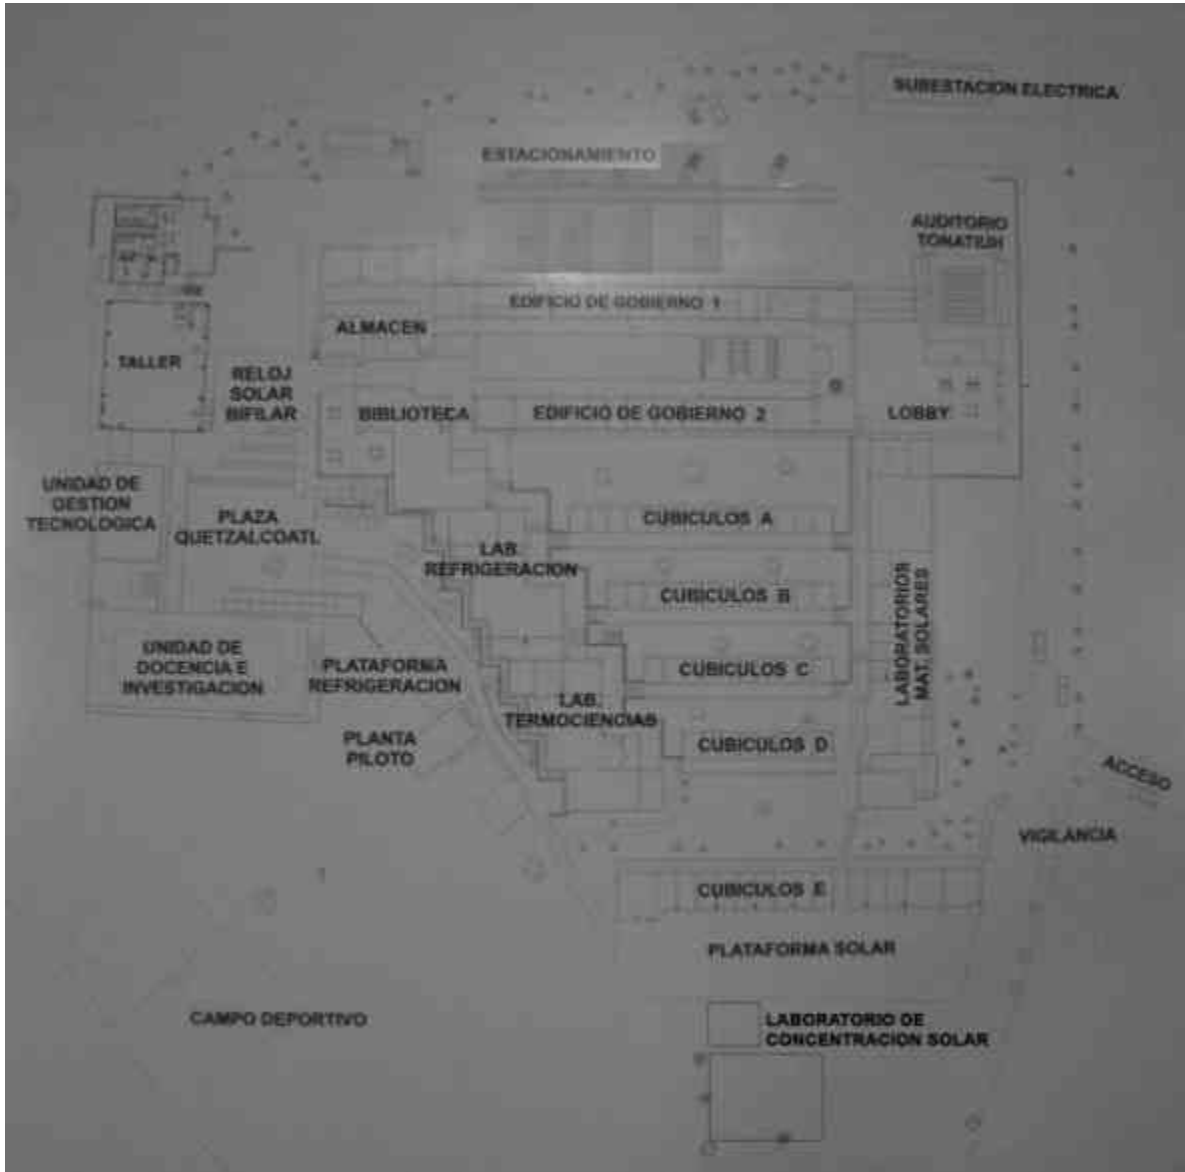 SUBESTACION ELECTRICA
ESTACIONAMIENTO
AUDITORIO
TONATIUH
EDIFICIO DE GOBIERNO 1
ALMACEN
TALLER
RELOJ
SOLAR
BIFILAR
BIBLIOTECA
EDIFICIO DE GOBIERNO 2
LOBBY
UNIDAD DE
GESTION
TECNOLOGICA
PLAZA
QUETZALCOATL
CUBICULOS A
LAB.
REFRIGERACION
CUBICULOS B
LABORATORIOS
MAT. SOLARES
UNIDAD DE
DOCENCIA E
INVESTIGACION
PLATAFORMA
REFRIGERACION
CUBICULOS C
LAB.
TERMOCIENCIAS
PLANTA
PILOTO
CUBICULOS D
ACCESO
VIGILANCIA
CUBICULOS E
PLATAFORMA SOLAR
CAMPO DEPORTIVO
LABORATORIO DE
CONCENTRACION SOLAR